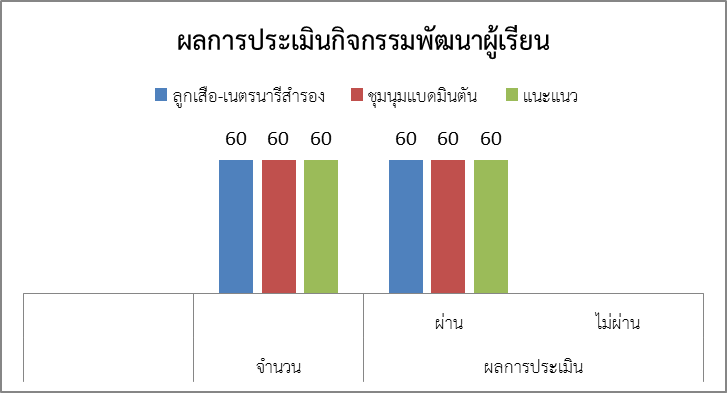 ผลการประเมินกิจกรรมพัฒนาผู้เรียน
ลูกเสือ-เนตรนารีสำรอง ชุมนุมแบดมินตัน แนะแนว
60 60 60 60 60 60
ผ่าน ไม่ผ่าน
จำนวน ผลการประเมิน